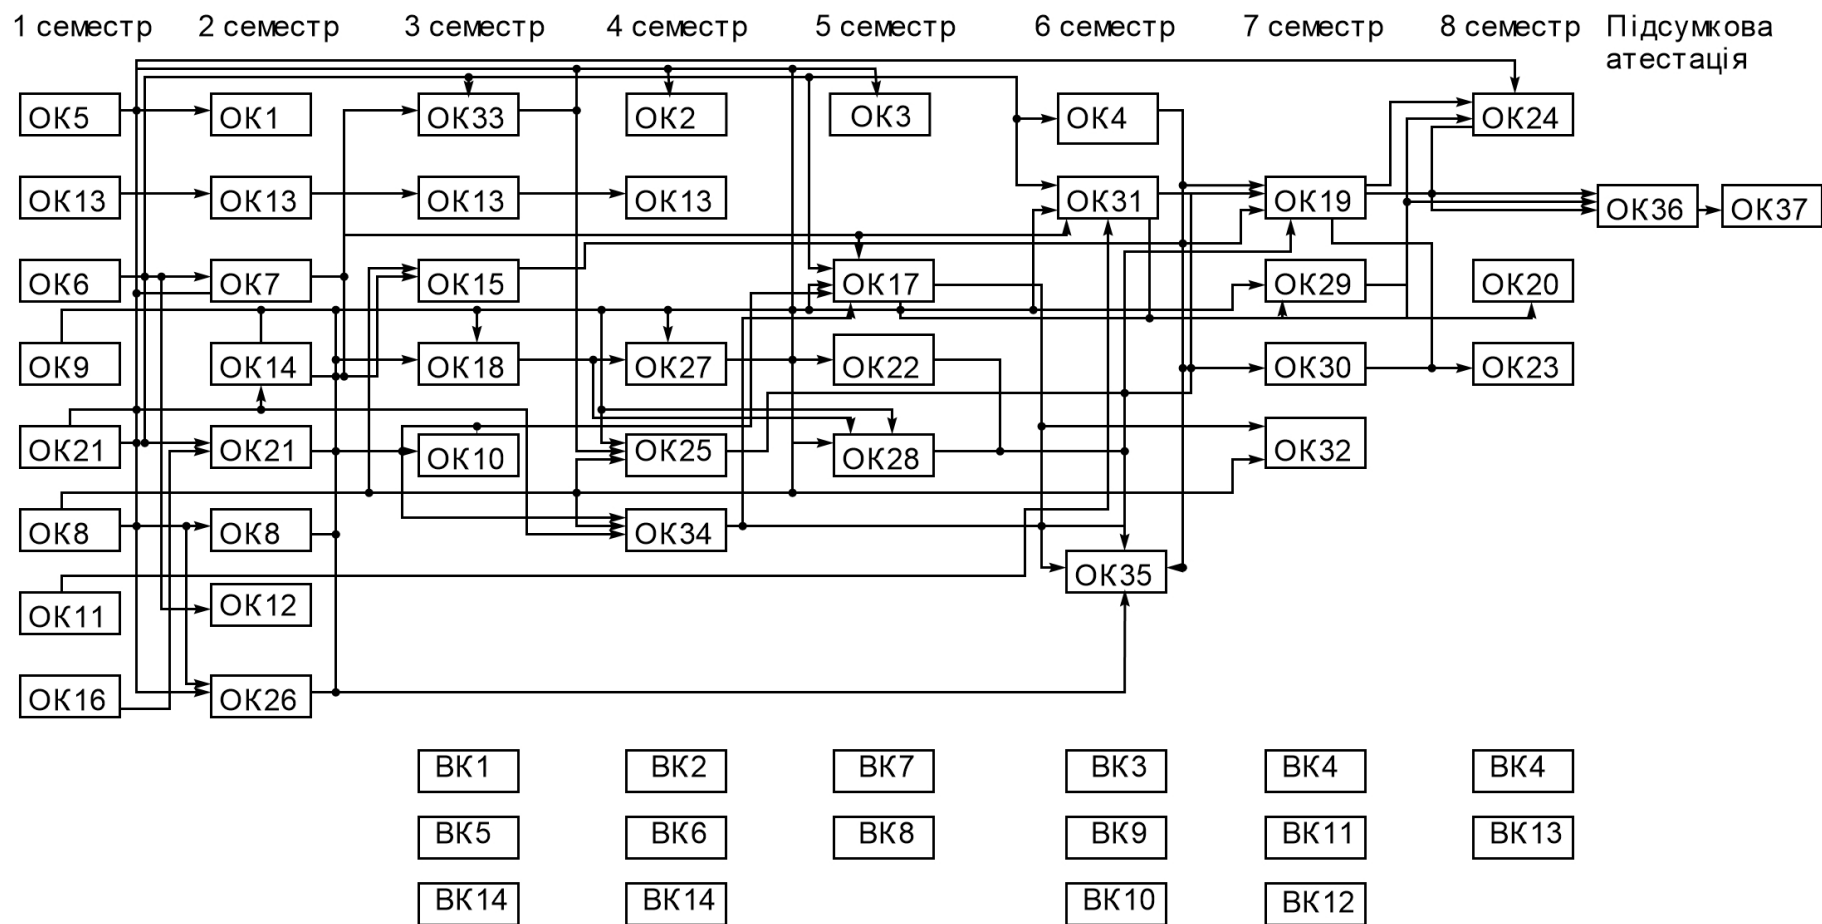 1 семестр 2 семестр 3 семестр 4 семестр 5 семестр 6 семестр 7 семестр 8 семестр Підсумкова
атестація
ОК5 ОК1 ОК33 ОК2 ОК3 ОК4 ОК24
ОК13 ОК13 ОК13 ОК13 ОК31 ОК19 ОК36 ОК37
ОК6 ОК7 ОК15 ОК17 ОК29 ОК20
ОК9 ОК14 ОК18 ОК27 ОК22 ОК30 ОК23
ОК21 ОК21 ОК10 ОК25 ОК28 ОК32
ОК8 ОК8 ОК34 ОК35
ОК11 ОК12
ОК16 ОК26
ВК1 ВК2 ВК7 ВК3 ВК4 ВК4
ВК5 ВК6 ВК8 ВК9 ВК11 ВК13
ВК14 ВК14 ВК10 ВК12